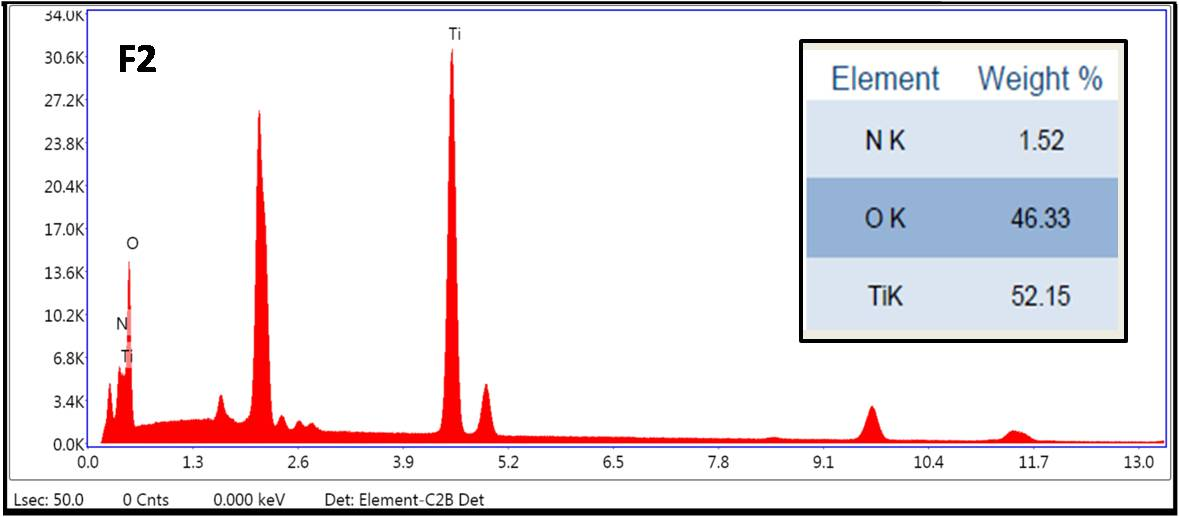 34.0K
F2
Ti
30.6K
27.2K
23.8K
20.4K
17.0K
O
13.6K
N
10.2K
Ti
6.8K
3.4K
0.0K
0.0 1.3 2.6 3.9 5.2 6.5 7.8 9.1 10.4 11.7 13.0
Lsec: 50.0 0 Cnts 0.000 keV Det: Element-C2B Det
Element Weight %
N K 1.52
O K 46.33
TiK 52.15